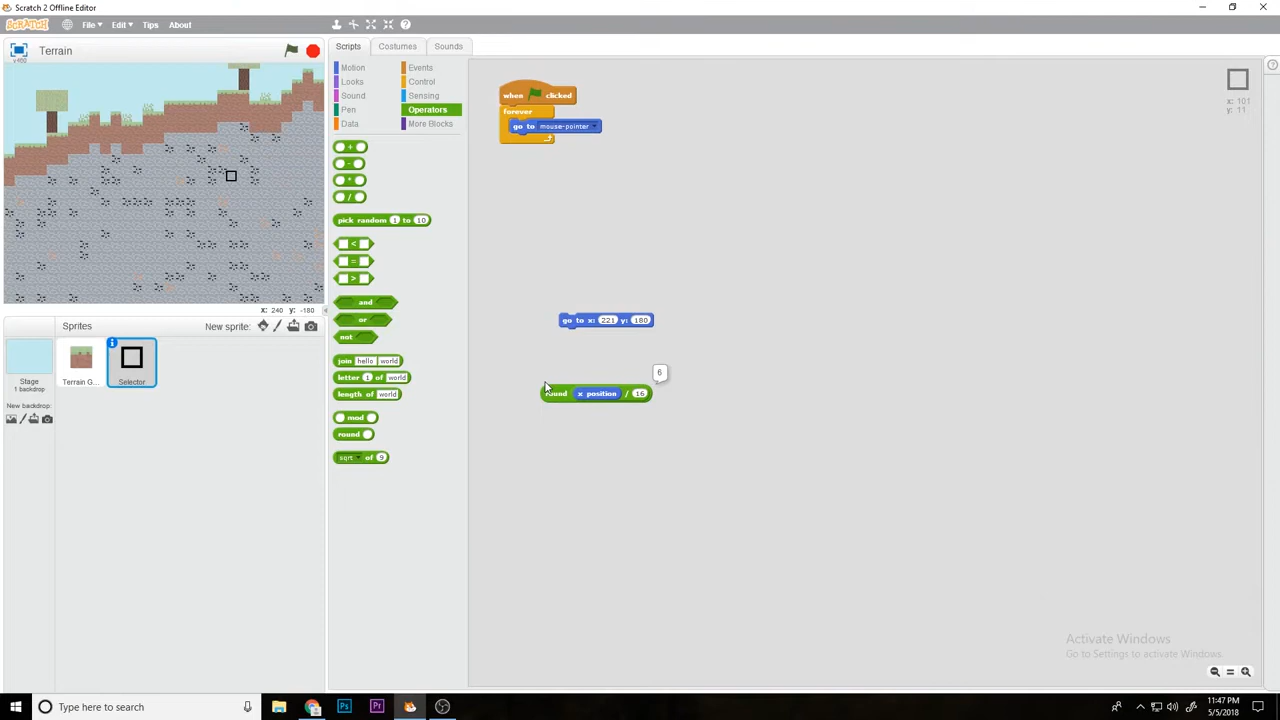 Scratch 2 Offline Editor
SCRATCH File Edit Tips About
v460 Terrain
Scripts Costumes Sounds
Motion Events
Looks Control
Sound Sensing
Pen Operators
Data More Blocks
+
-
*
/
pick random 1 to 10
<
=
>
and
or
not
join hello world
letter 1 of world
length of world
mod
round
sqrt of 9
when clicked
forever
go to mouse-pointer
go to x: 221 y: 180
6
round x position / 16
x: 101
y: 11
x: 240 y: -180
Sprites New sprite:
Terrain G... Selector
Stage
1 backdrop
New backdrop:
Activate Windows
Go to Settings to activate Windows.
Type here to search
Ps Pr
11:47 PM
5/5/2018